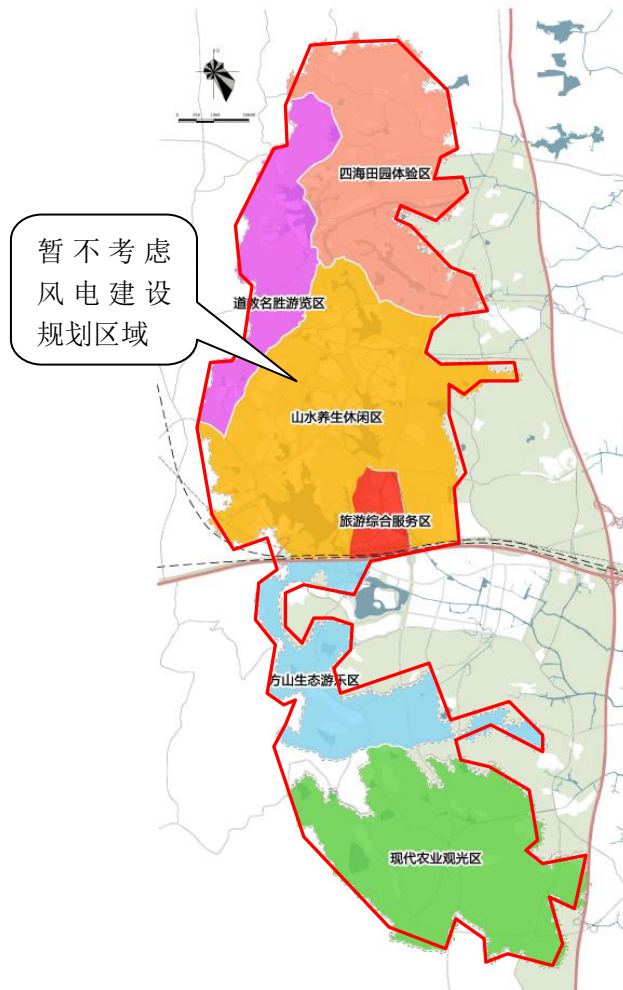 四海田园体验区
暂不考虑
风电建设
规划区域
道教名胜游览区
山水养生休闲区
旅游综合服务区
方山生态游乐区
现代农业观光区